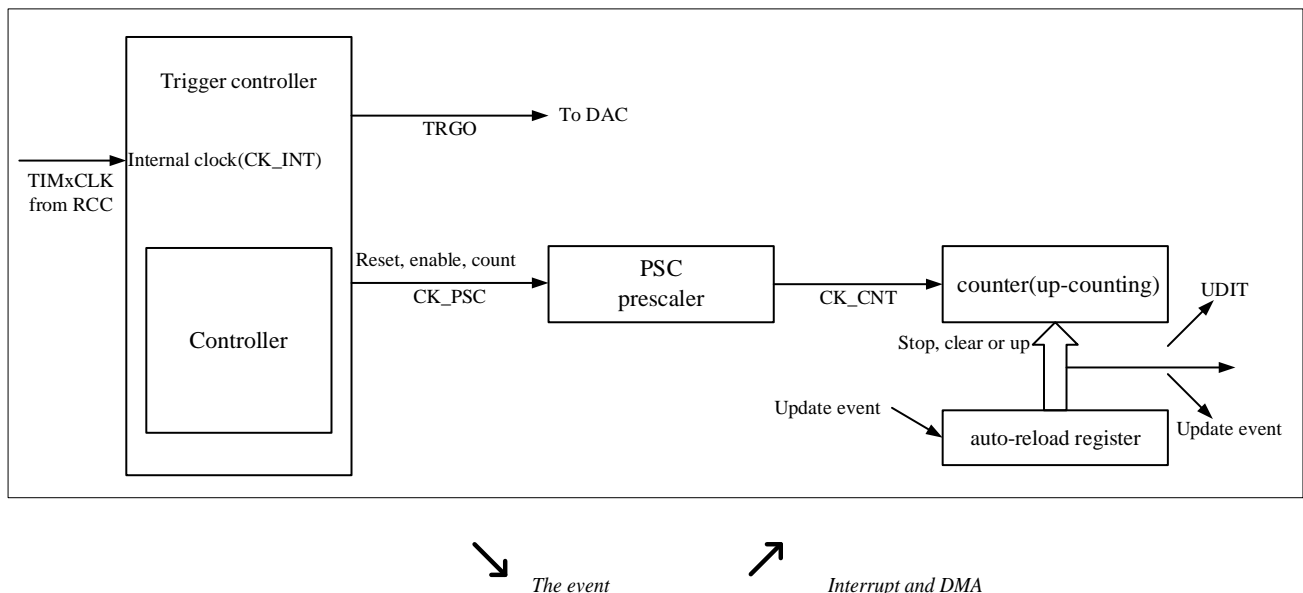 Trigger controller
TRGO
To DAC
Internal clock(CK_INT)
TIMxCLK
from RCC
Reset, enable, count
CK_PSC
Controller
PSC
prescaler
CK_CNT
counter(up-counting)
UDIT
Stop, clear or up
Update event
auto-reload register
Update event
The event
Interrupt and DMA